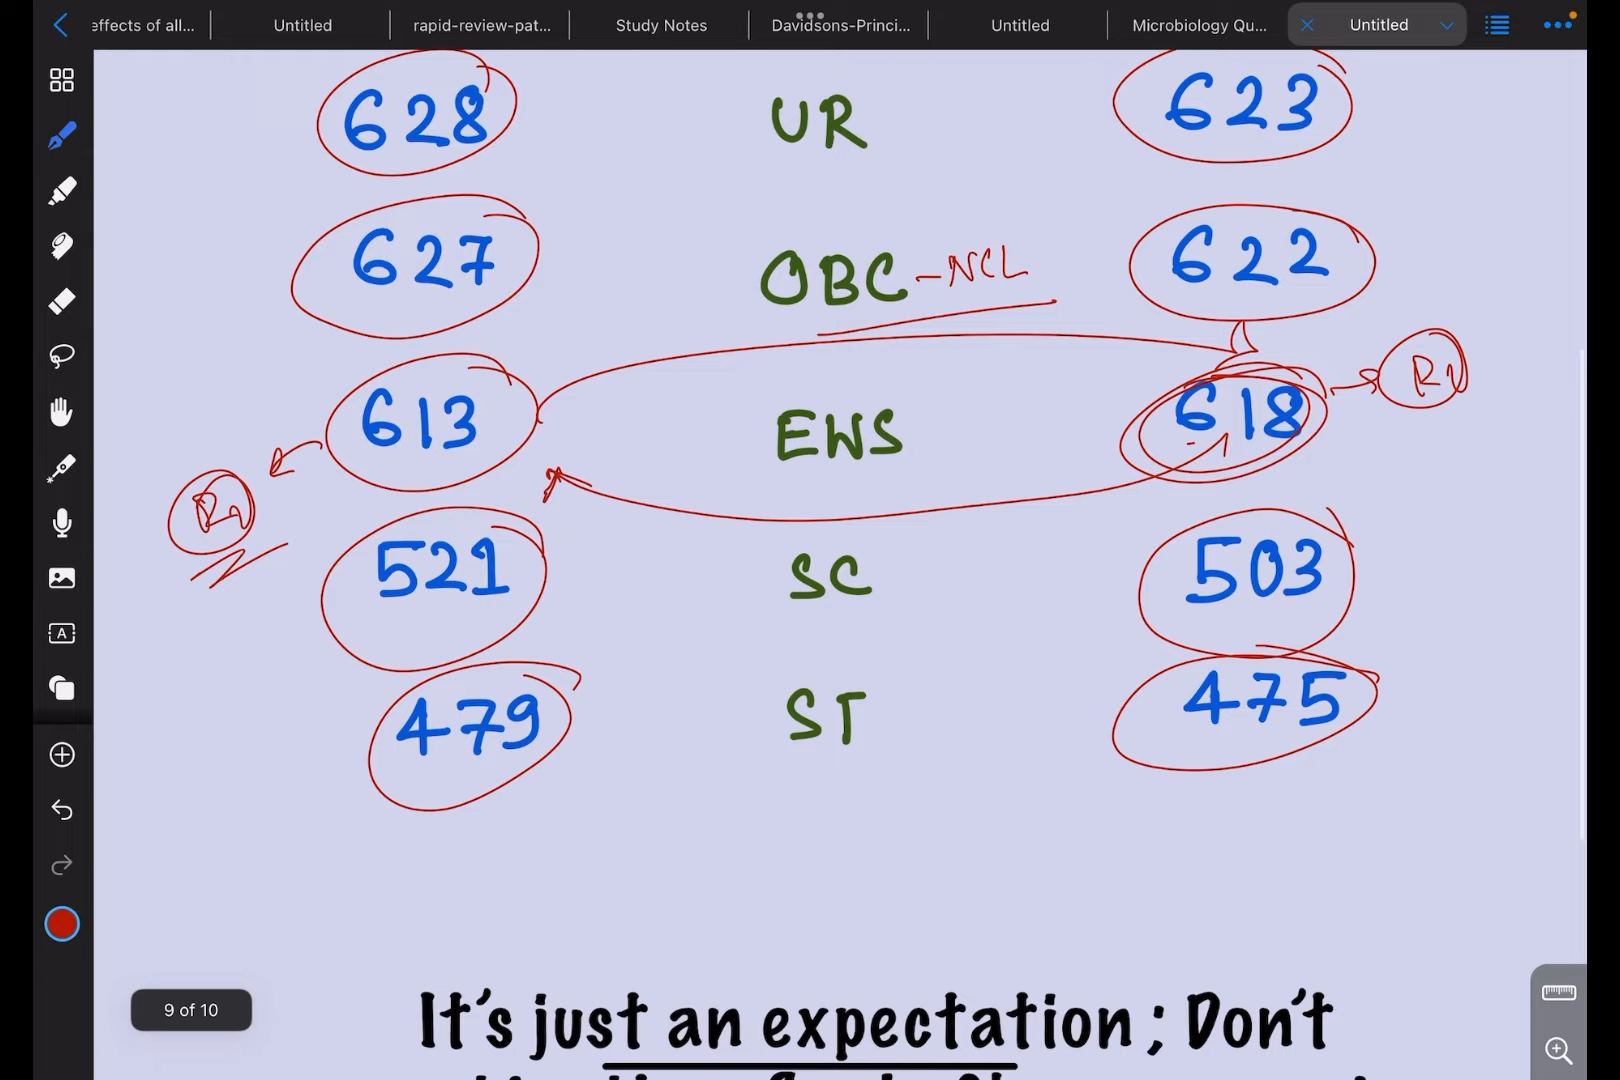 effects of all... Untitled rapid-review-pat... Study Notes Davidsons-Princi... Untitled Microbiology Qu... Untitled
628 UR 623
627 OBC -NCL 622
613 EWS 618 R1
R1
521 SC 503
479 ST 475
9 of 10
It's just an expectation ; Don't